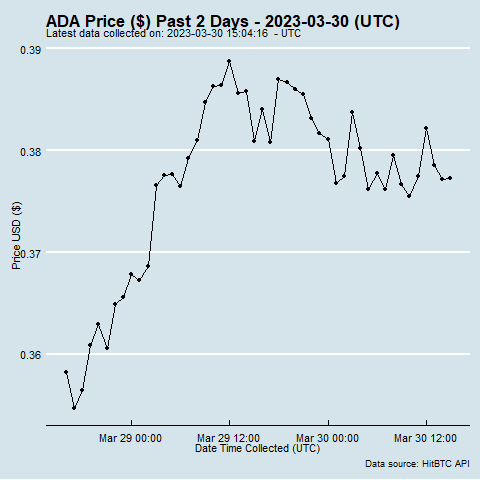 ADA Price ($) Past 2 Days - 2023-03-30 (UTC)
Latest data collected on: 2023-03-30 15:04:16 - UTC
0.39
0.38
0.37
0.36
Price USD ($)
Mar 29 00:00 Mar 29 12:00 Mar 30 00:00 Mar 30 12:00
Date Time Collected (UTC)
Data source: HitBTC API